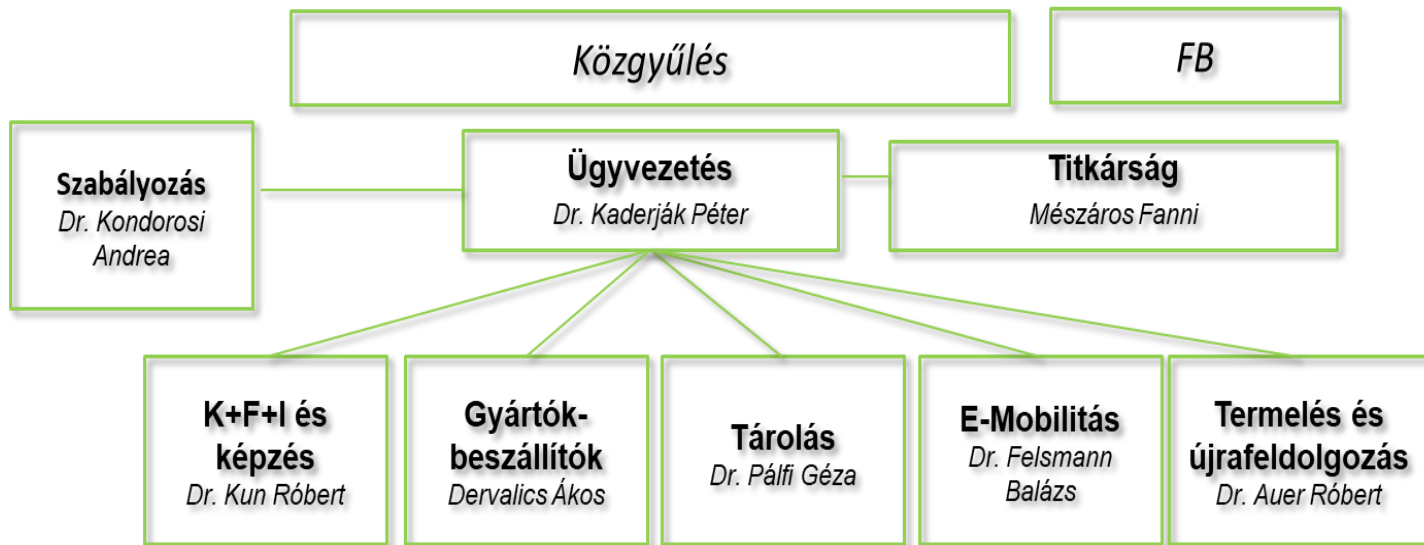 Közgyűlés
FB
Szabályozás
Dr. Kondorosi
Andrea
Ügyvezetés
Dr. Kaderják Péter
Titkárság
Mészáros Fanni
K+F+I és
képzés
Dr. Kun Róbert
Gyártók-
beszállítók
Dervalics Ákos
Tárolás
Dr. Pálfi Géza
E-Mobilitás
Dr. Felsmann
Balázs
Termelés és
újrafeldolgozás
Dr. Auer Róbert